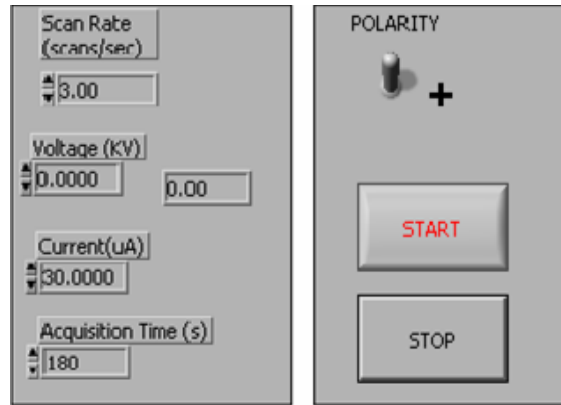 Scan Rate
(scans/sec)
3.00
Voltage (KV)
0.0000
0.00
Current(uA)
30.0000
Acquisition Time (s)
180
POLARITY
+
START
STOP